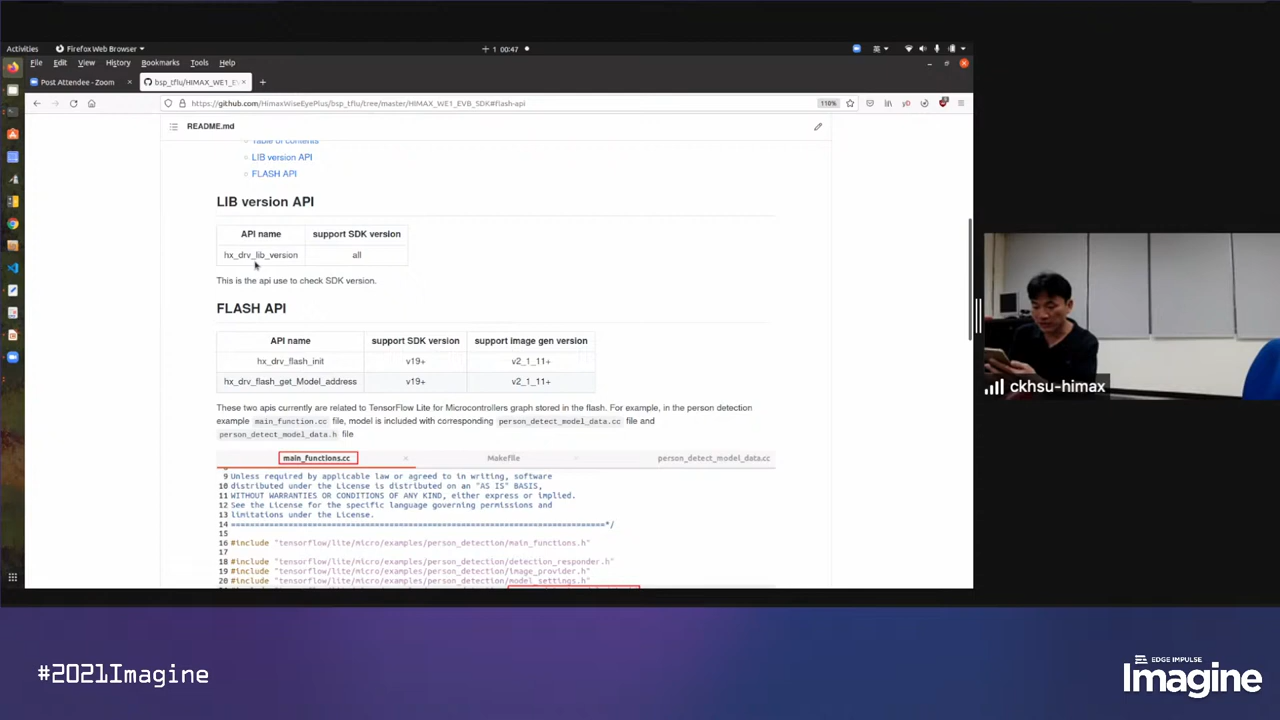 Activities
Firefox Web Browser
1 00:47
File Edit View History Bookmarks Tools Help
Post Attendee - Zoom
bsp_tflu/HIMAX_WE1_EV
https://github.com/HimaxWiseEyePlus/bsp_tflu/tree/master/HIMAX_WE1_EVB_SDK#flash-api
110%
README.md
Table of contents
LIB version API
FLASH API
LIB version API
API name support SDK version
hx_drv_lib_version all
This is the api use to check SDK version.
FLASH API
API name support SDK version support image gen version
hx_drv_flash_init v19+ v2_1_11+
hx_drv_flash_get_Model_address v19+ v2_1_11+
These two apis currently are related to TensorFlow Lite for Microcontrollers graph stored in the flash. For example, in the person detection
example main_function.cc file, model is included with corresponding person_detect_model_data.cc file and
person_detect_model_data.h file
main_functions.cc Makefile person_detect_model_data.cc
9 Unless required by applicable law or agreed to in writing, software
10 distributed under the License is distributed on an "AS IS" BASIS,
11 WITHOUT WARRANTIES OR CONDITIONS OF ANY KIND, either express or implied.
12 See the License for the specific language governing permissions and
13 limitations under the License.
14 ==============================================================================*/
15
16 #include "tensorflow/lite/micro/examples/person_detection/main_functions.h"
17
18 #include "tensorflow/lite/micro/examples/person_detection/detection_responder.h"
19 #include "tensorflow/lite/micro/examples/person_detection/image_provider.h"
20 #include "tensorflow/lite/micro/examples/person_detection/model_settings.h"
ckhsu-himax
#2021Imagine
EDGE IMPULSE
Imagine